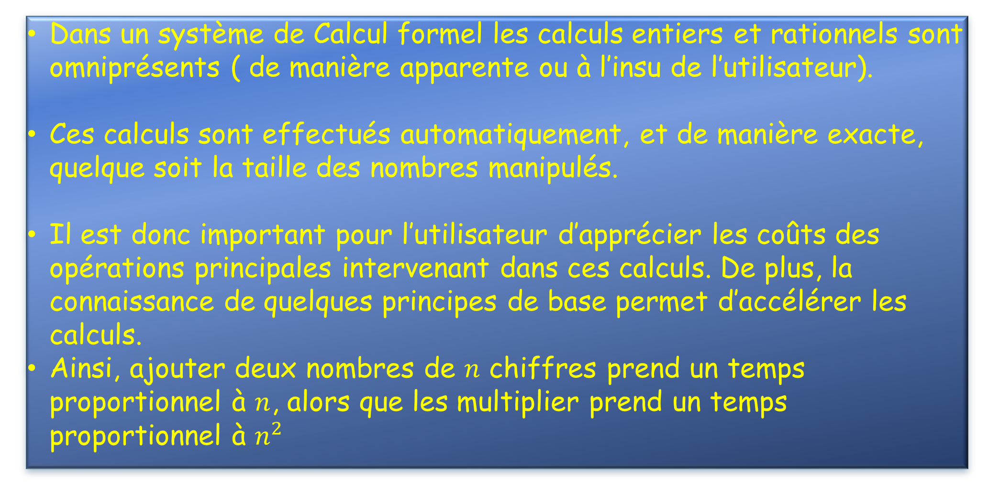 • Dans un système de Calcul formel les calculs entiers et rationnels sont
omniprésents ( de manière apparente ou à l’insu de l’utilisateur).
• Ces calculs sont effectués automatiquement, et de manière exacte,
quelque soit la taille des nombres manipulés.
• Il est donc important pour l’utilisateur d’apprécier les coûts des
opérations principales intervenant dans ces calculs. De plus, la
connaissance de quelques principes de base permet d’accélérer les
calculs.
• Ainsi, ajouter deux nombres de n chiffres prend un temps
proportionnel à n, alors que les multiplier prend un temps
proportionnel à n²